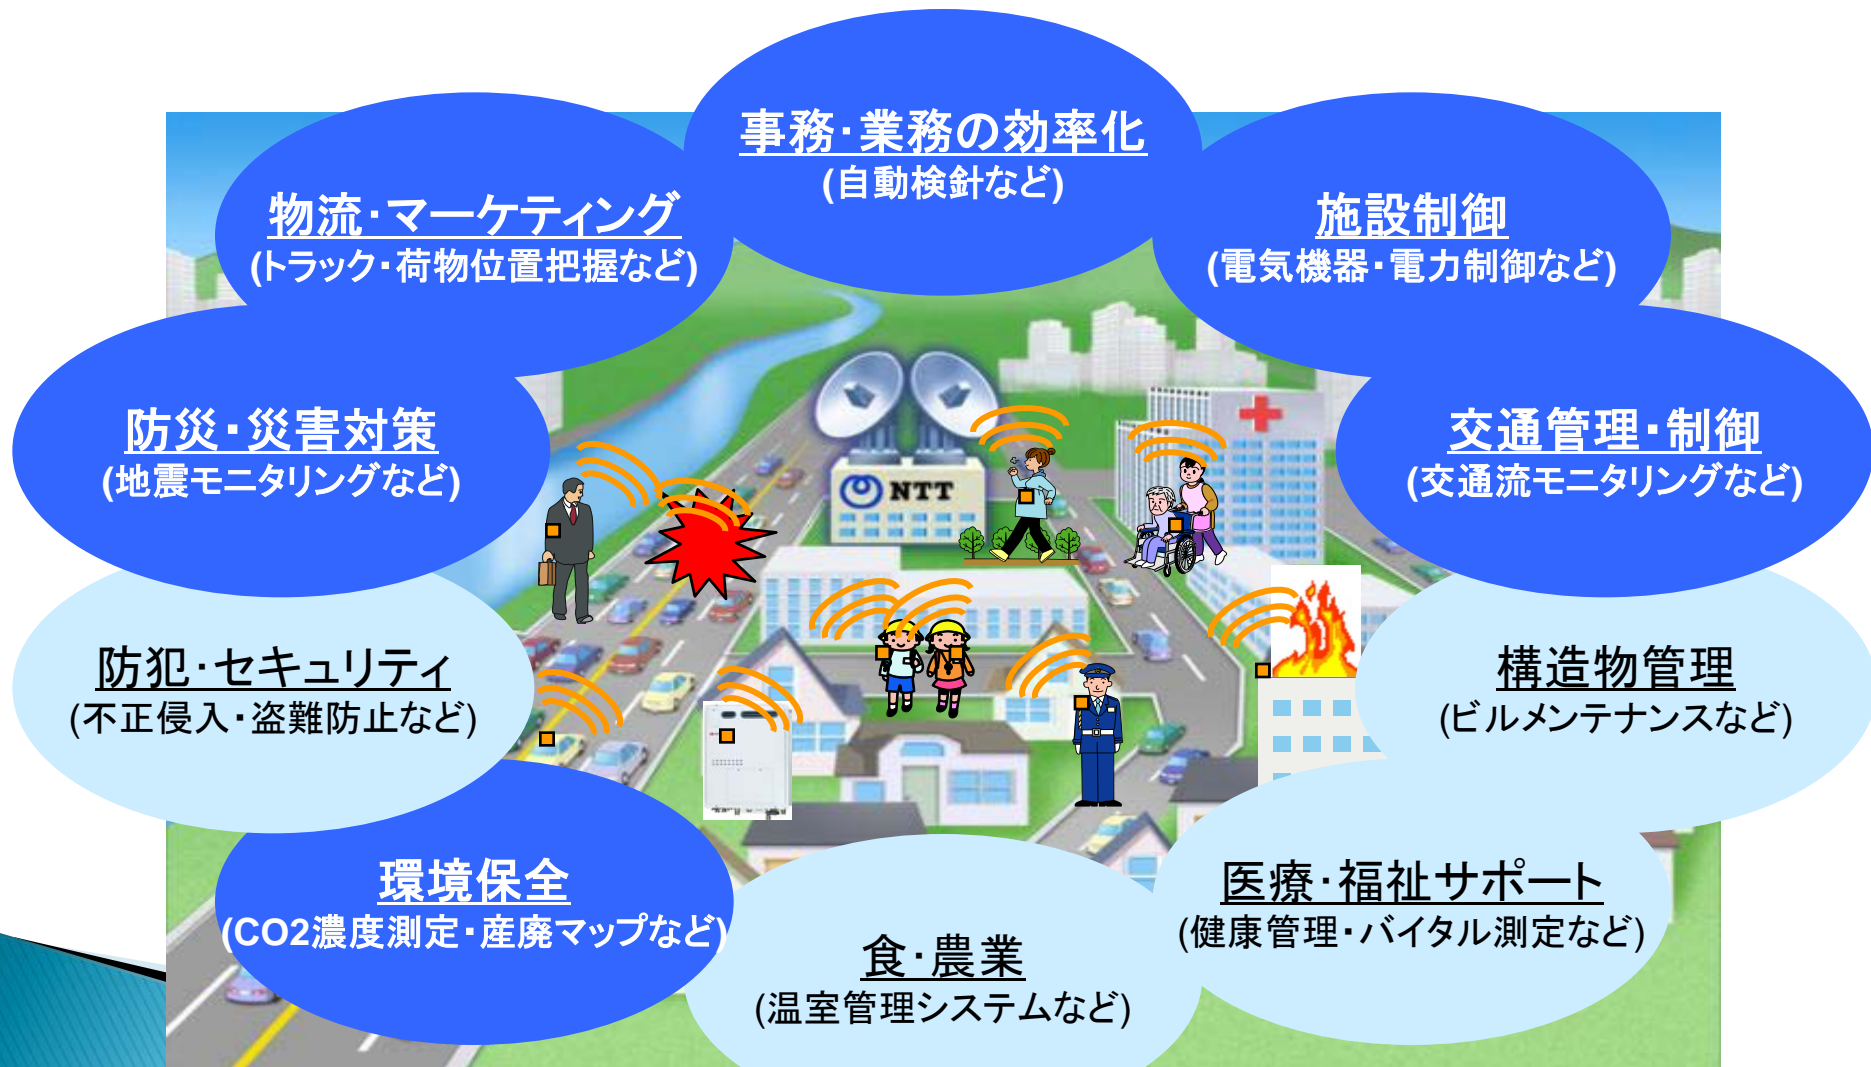 事務・業務の効率化
(自動検針など)
物流・マーケティング
(トラック・荷物位置把握など)
施設制御
(電気機器・電力制御など)
防災・災害対策
(地震モニタリングなど)
交通管理・制御
(交通流モニタリングなど)
NTT
防犯・セキュリティ
(不正侵入・盗難防止など)
構造物管理
(ビルメンテナンスなど)
環境保全
(CO2濃度測定・産廃マップなど)
医療・福祉サポート
(健康管理・バイタル測定など)
食・農業
(温室管理システムなど)